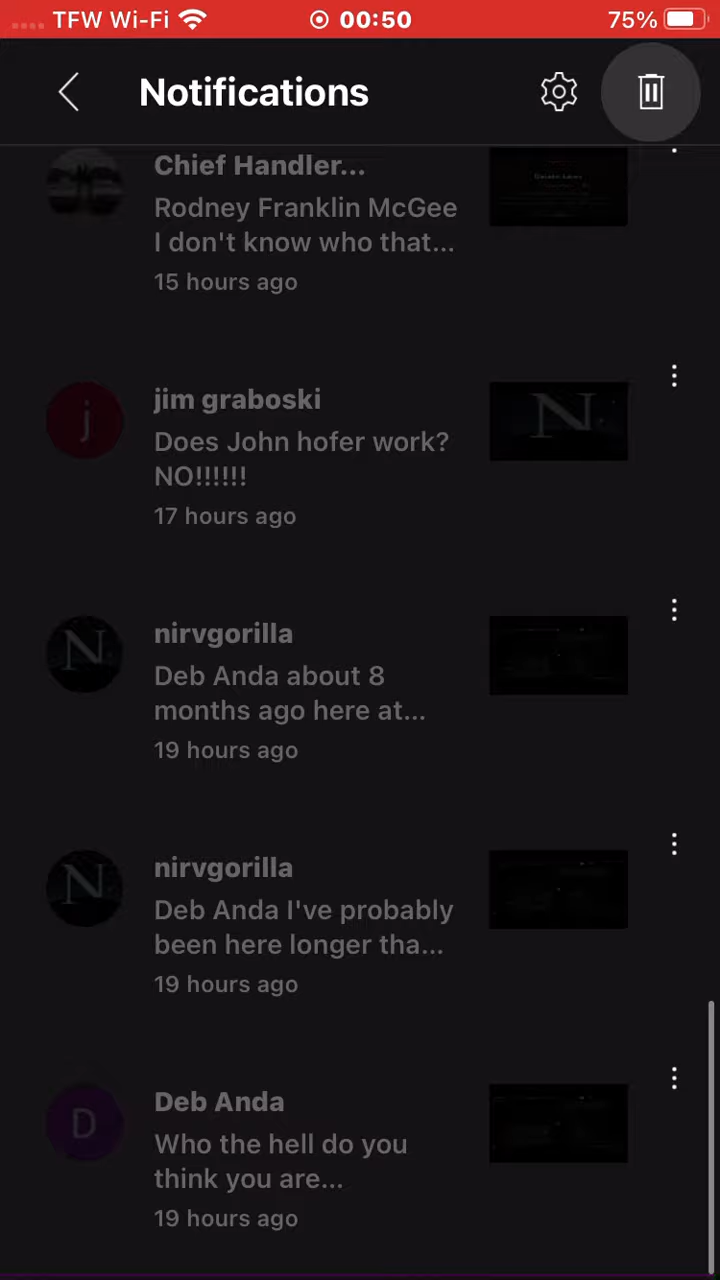 TFW Wi-Fi 00:50 75%
Notifications
Chief Handler...
Rodney Franklin McGee
I don't know who that...
15 hours ago
j
jim graboski
Does John hofer work?
NO!!!!!!
17 hours ago
N
N
nirvgorilla
Deb Anda about 8
months ago here at...
19 hours ago
N
nirvgorilla
Deb Anda I've probably
been here longer tha...
19 hours ago
D
Deb Anda
Who the hell do you
think you are...
19 hours ago